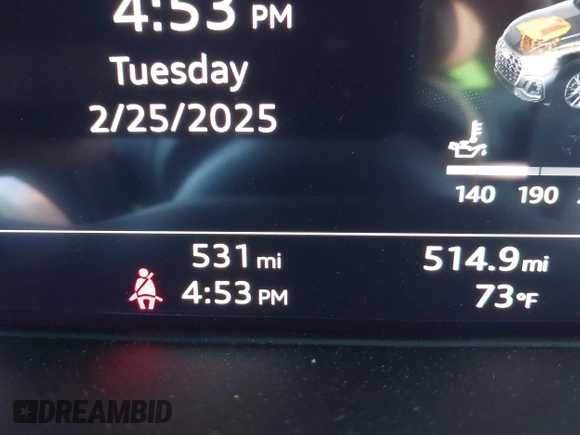 4:53 PM
Tuesday
2/25/2025
140 190
531 mi 514.9 mi
4:53 PM 73°F
DREAMBID